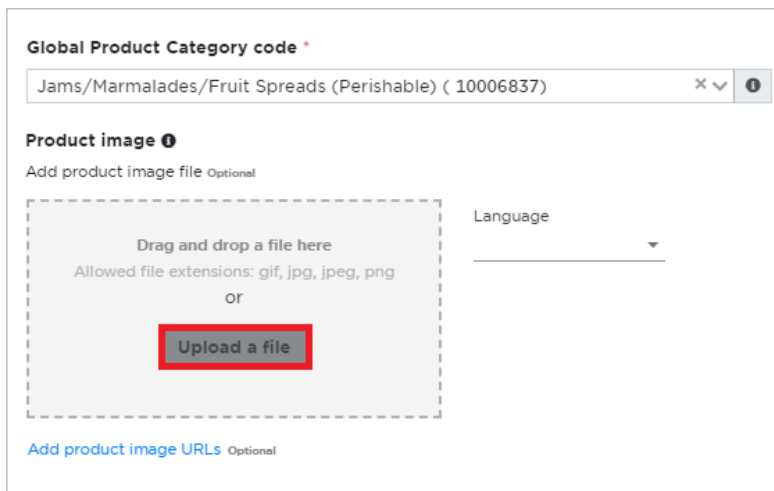 Global Product Category code *
Jams/Marmalades/Fruit Spreads (Perishable) ( 10006837)
Product image
Add product image file Optional
Language
Drag and drop a file here
Allowed file extensions: gif, jpg, jpeg, png
or
Upload a file
Add product image URLs Optional